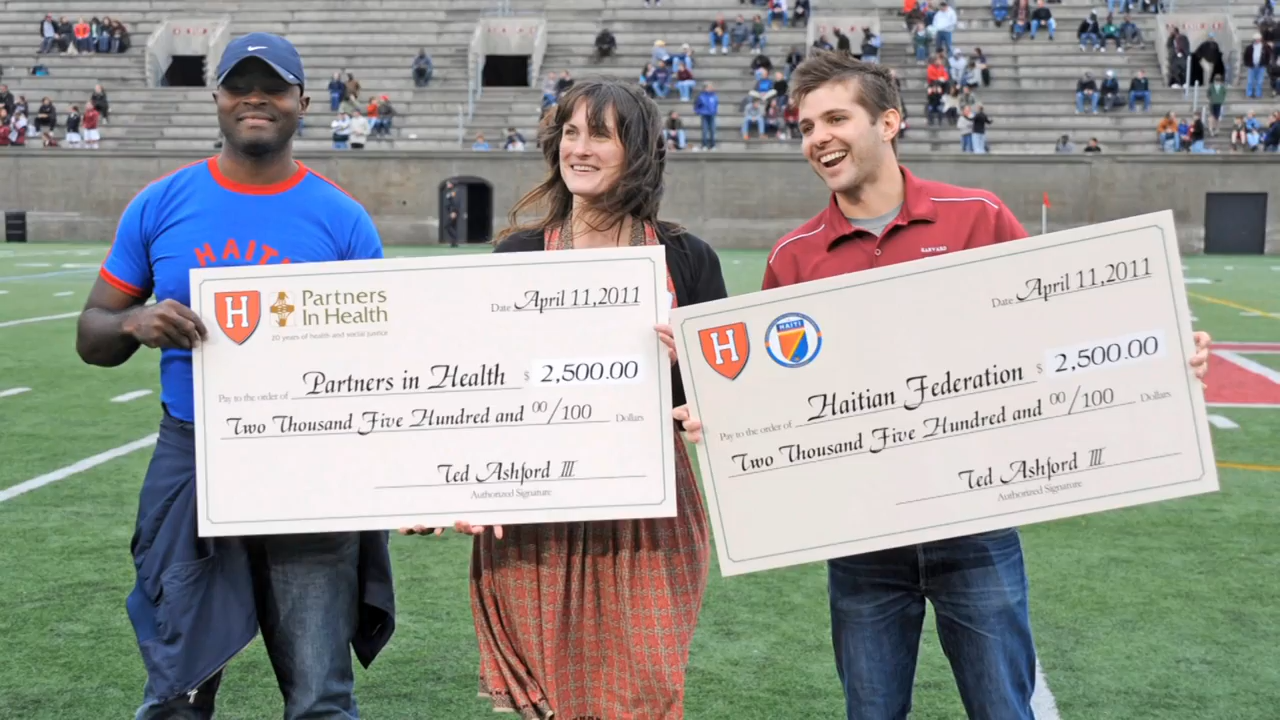 HAITI
H
Partners
In Health
20 years of health and social justice
Date April 11,2011
Pay to the order of Partners in Health $ 2,500.00
Two Thousand Five Hundred and 00/100 Dollars
Ted Ashford III
Authorized Signature
HARVARD
H
HAITI
Date April 11,2011
Pay to the order of Haitian Federation $ 2,500.00
Two Thousand Five Hundred and 00/100 Dollars
Ted Ashford III
Authorized Signature